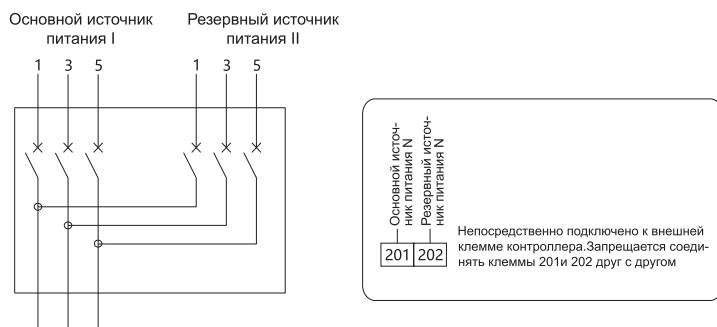 Основной источник
питания I
Резервный источник
питания II
1 3 5
1 3 5
Основной источ-
ник питания N
Резервный источ-
ник питания N
201 202
Непосредственно подключено к внешней
клемме контроллера.Запрещается соеди-
нять клеммы 201и 202 друг с другом